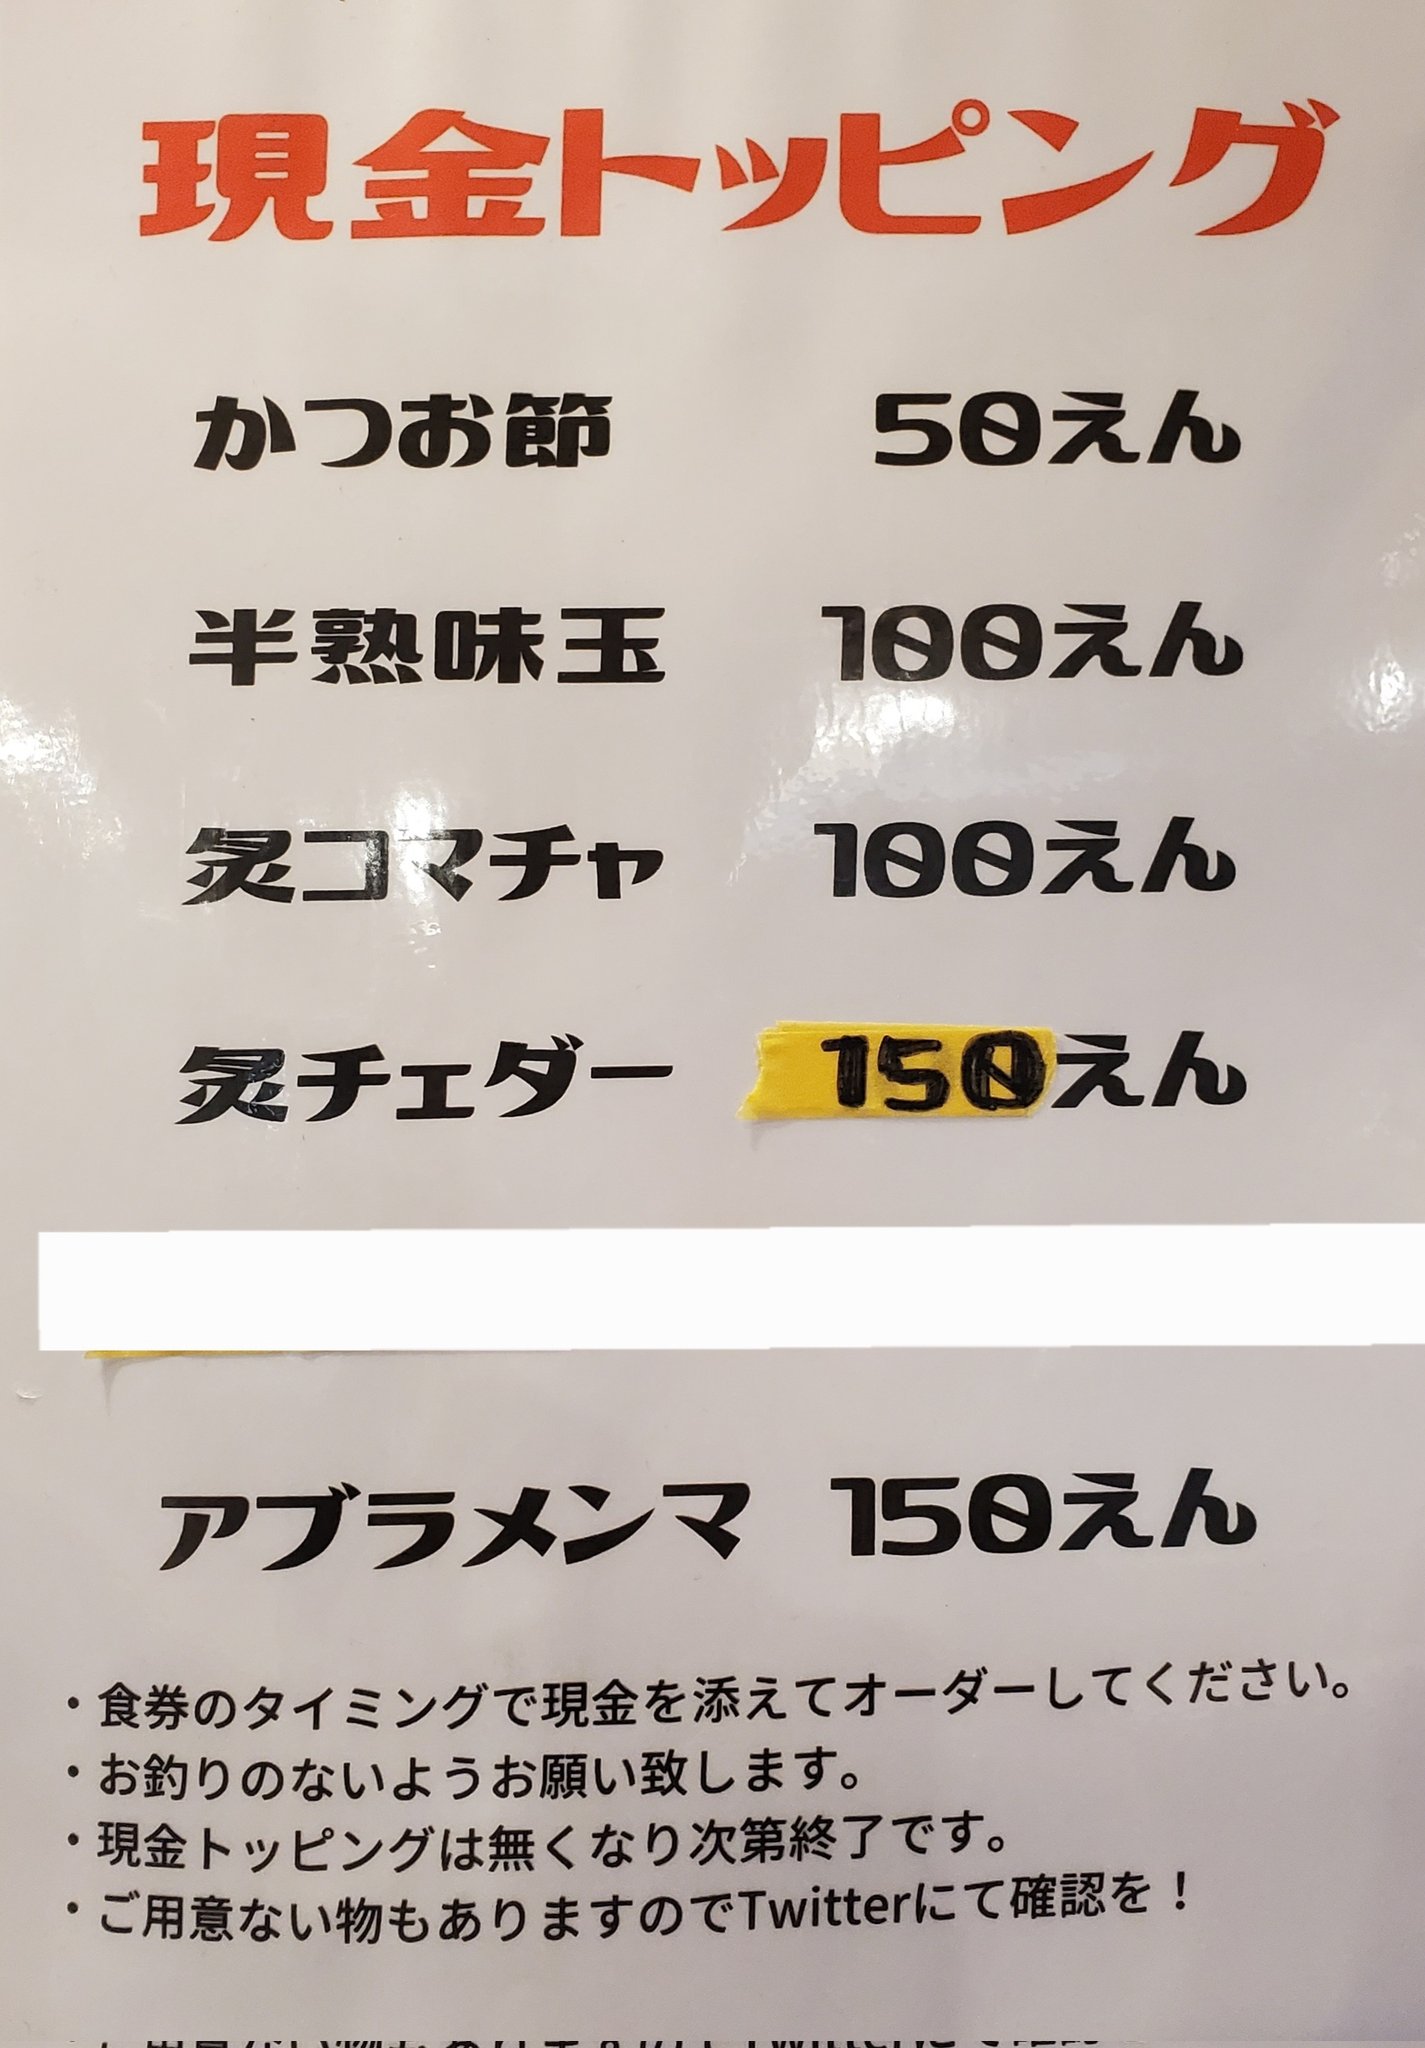 現金トッピング
かつお節 50えん
半熟味玉 100えん
炙コマチャ 100えん
炙チェダー 150えん
アブラメンマ 150えん
・食券のタイミングで現金を添えてオーダーしてください。
・お釣りのないようお願い致します。
・現金トッピングは無くなり次第終了です。
・ご用意ない物もありますのでTwitterにて確認を！